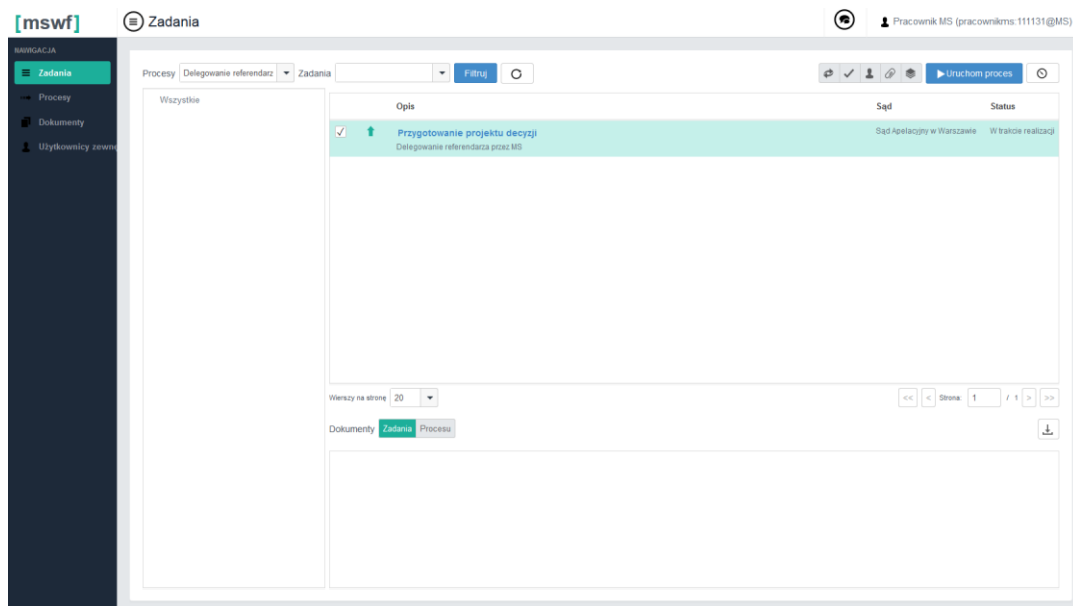 [mswf]
Zadania
Pracownik MS (pracownikms:111131@MS)
NAWIGACJA
Zadania
Procesy
Dokumenty
Użytkownicy zewnę
Procesy Delegowanie referendarz Zadania Filtruj Uruchom proces
Wszystkie
Opis Sąd Status
Przygotowanie projektu decyzji Sąd Apelacyjny w Warszawie W trakcie realizacji
Delegowanie referendarza przez MS
Wierszy na stronę 20 << < Strona: 1 / 1 > >>
Dokumenty Zadania Procesu